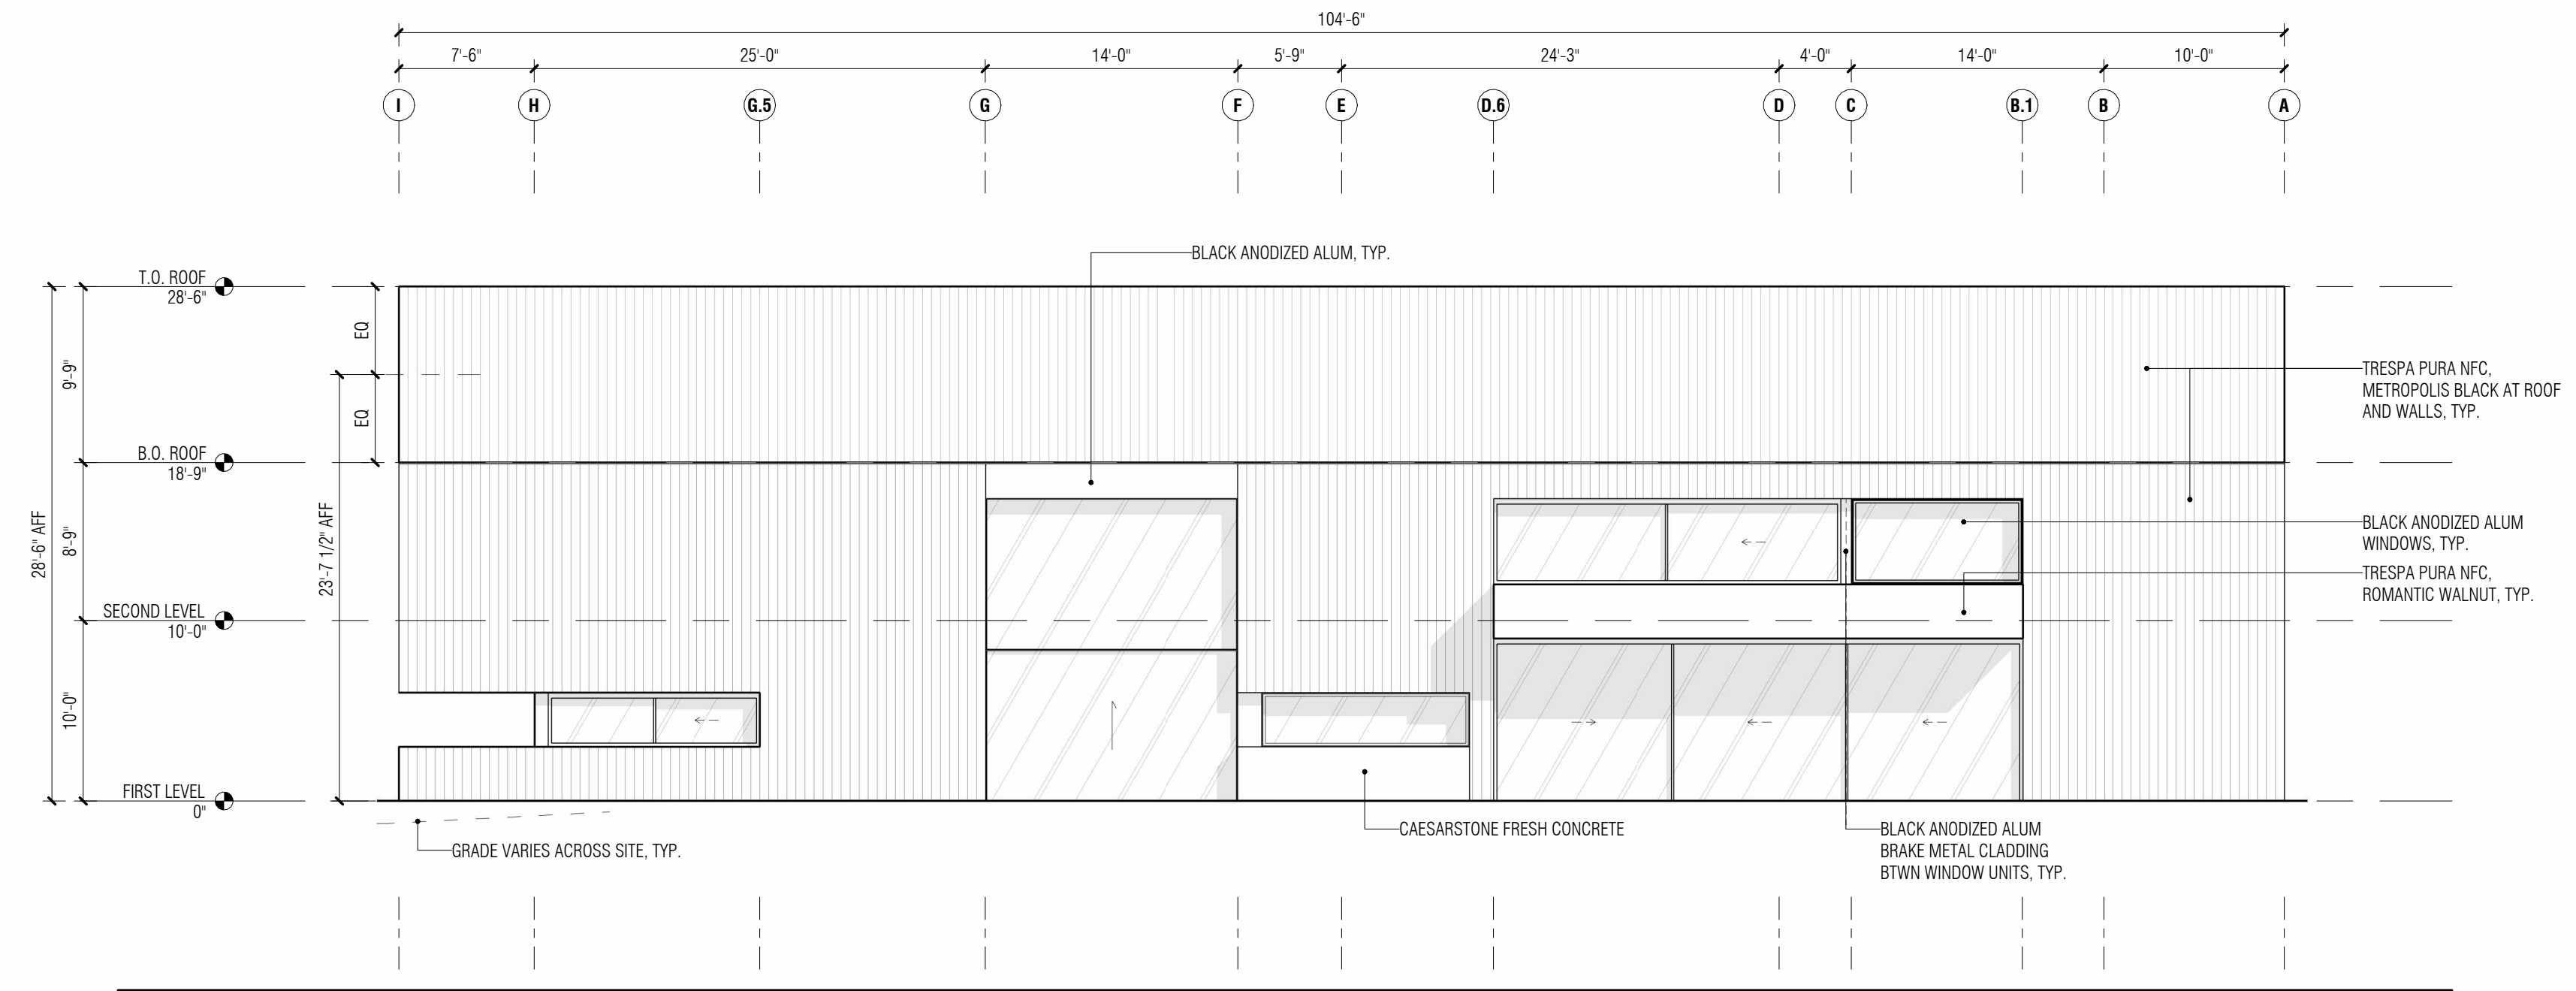 104'-6"
7'-6" 25'-0" 14'-0" 5'-9" 24'-3" 4'-0" 14'-0" 10'-0"
I H G.5 G F E D.6 D C B.1 B A
BLACK ANODIZED ALUM, TYP.
T.O. ROOF
28'-6"
EQ
9'-9"
EQ
B.O. ROOF
18'-9"
28'-6" AFF
8'-9"
23'-7 1/2" AFF
SECOND LEVEL
10'-0"
10'-0"
FIRST LEVEL
0"
TRESPA PURA NFC,
METROPOLIS BLACK AT ROOF
AND WALLS, TYP.
BLACK ANODIZED ALUM
WINDOWS, TYP.
TRESPA PURA NFC,
ROMANTIC WALNUT, TYP.
GRADE VARIES ACROSS SITE, TYP.
CAESARSTONE FRESH CONCRETE
BLACK ANODIZED ALUM
BRAKE METAL CLADDING
BTWN WINDOW UNITS, TYP.